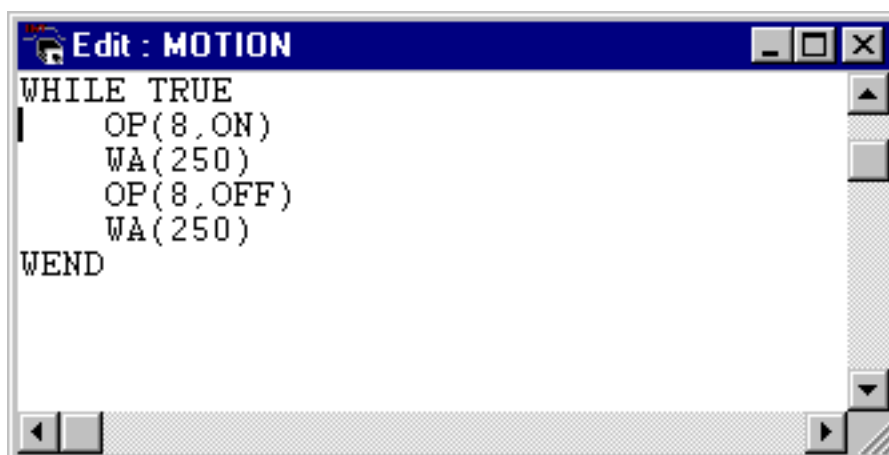 Edit : MOTION
WHILE TRUE
    OP(8,ON)
    WA(250)
    OP(8,OFF)
    WA(250)
WEND